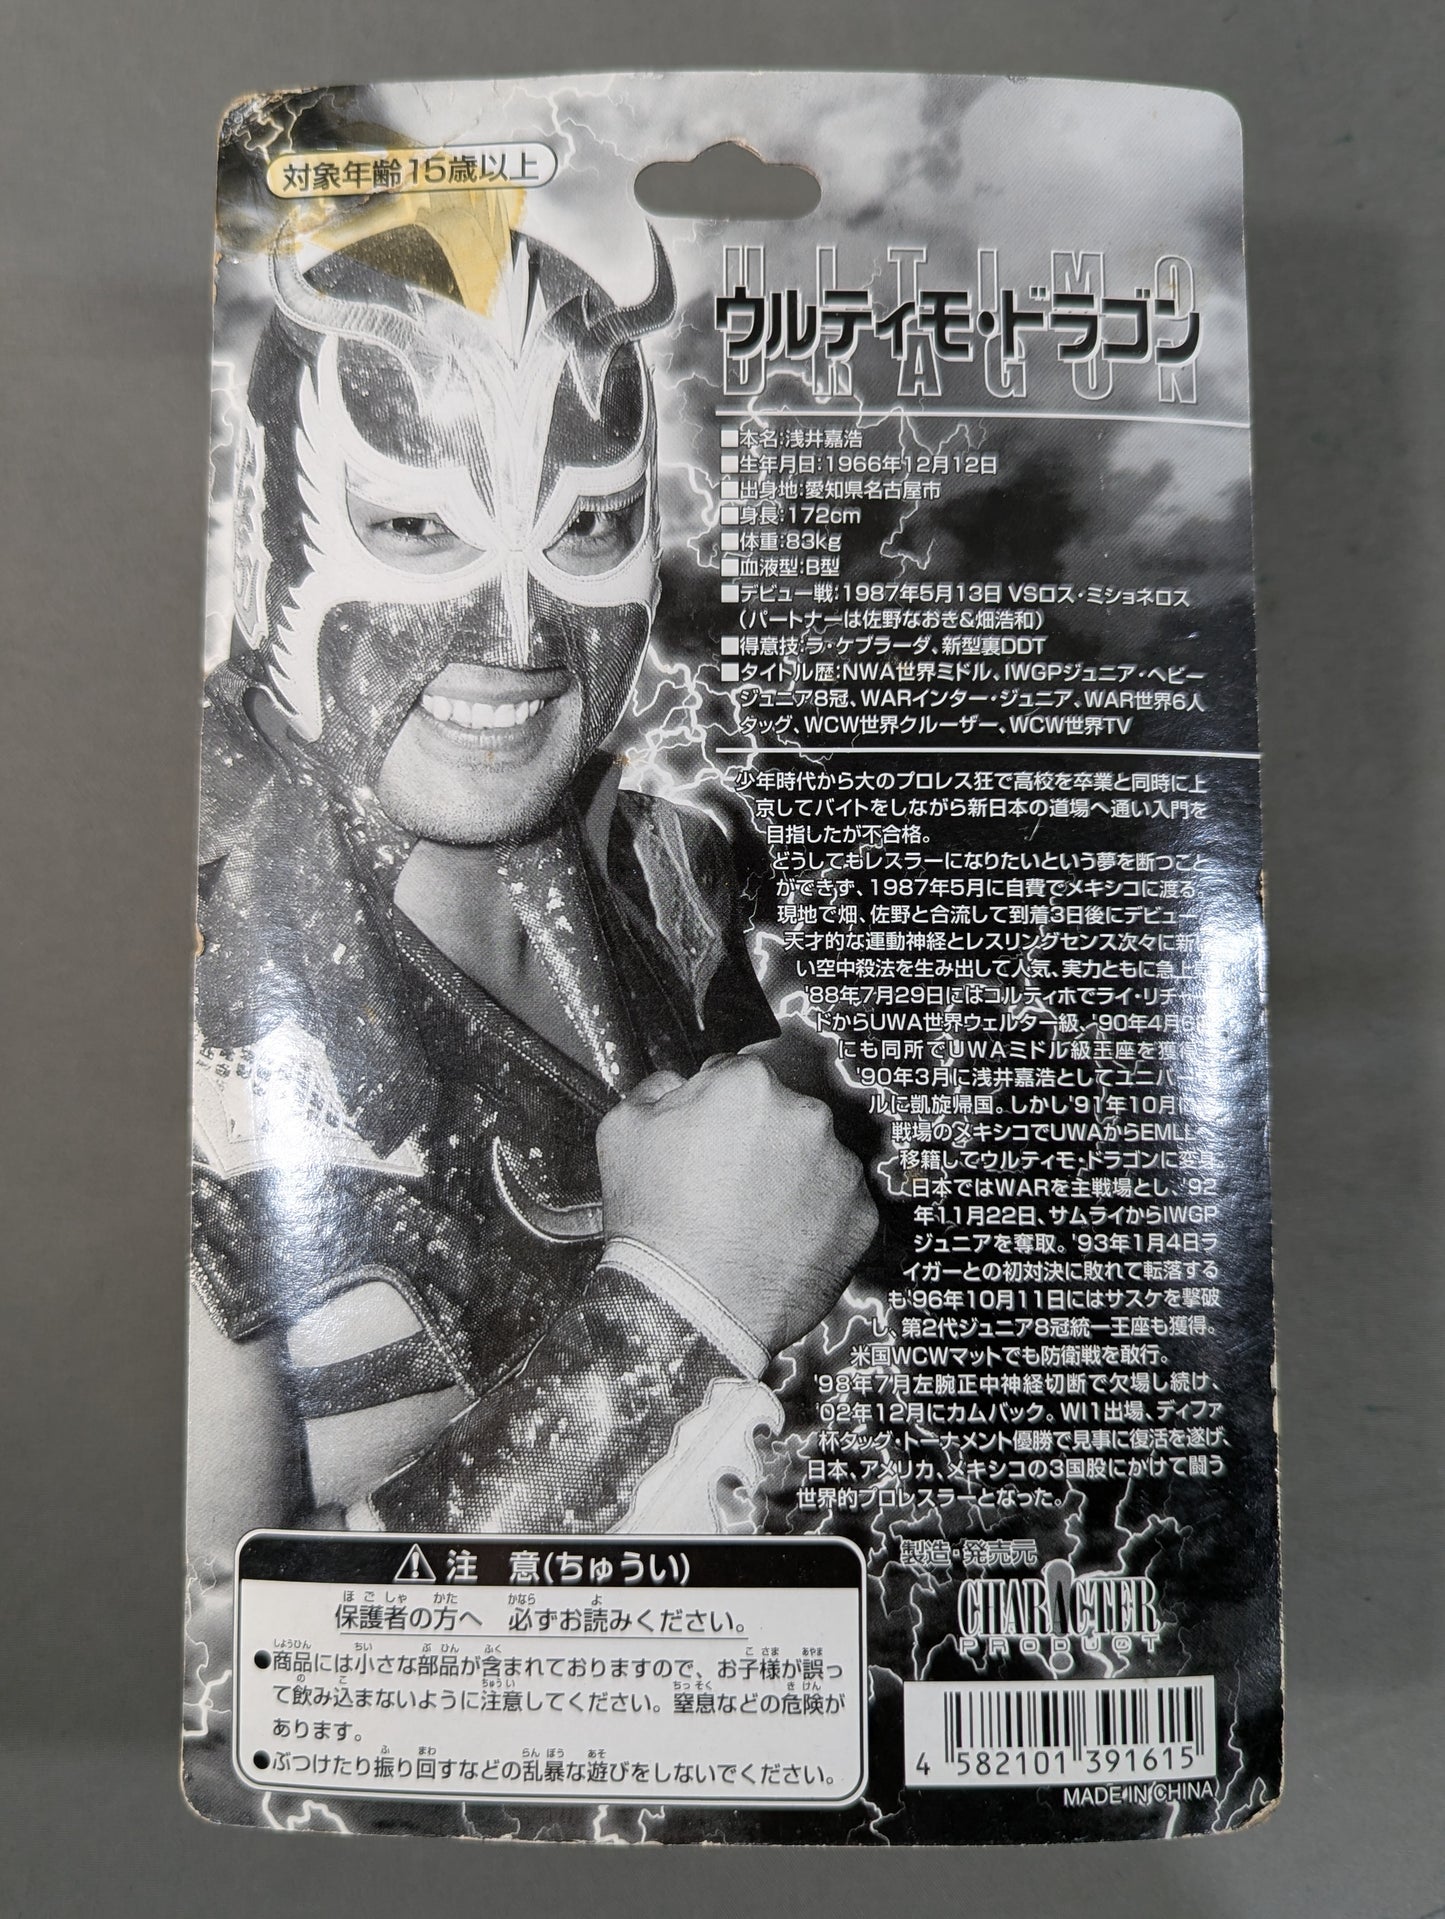 対象年齢15歳以上
ULTIMO
ウルティモ・ドラゴン
DRAGON
■本名:浅井嘉浩
■生年月日:1966年12月12日
■出身地:愛知県名古屋市
■身長:172cm
■体重:83kg
■血液型:B型
■デビュー戦:1987年5月13日 VSロス・ミショネロス
(パートナーは佐野なおき&畑浩和)
■得意技:ラ・ケブラーダ、新型裏DDT
■タイトル歴:NWA世界ミドル、IWGPジュニア・ヘビー
ジュニア8冠、WARインター・ジュニア、WAR世界6人
タッグ、WCW世界クルーザー、WCW世界TV
少年時代から大のプロレス狂で高校を卒業と同時に上
京してバイトをしながら新日本の道場へ通い入門を
目指したが不合格。
どうしてもレスラーになりたいという夢を断つこと
ができず、1987年5月に自費でメキシコに渡る。
現地で畑、佐野と合流して到着3日後にデビュー
天才的な運動神経とレスリングセンス次々に新
い空中殺法を生み出して人気、実力ともに急上
'88年7月29日にはコルティホでライ・リチャー
ドからUWA世界ウェルター級、'90年4月
にも同所でUWAミドル級王座を獲
'90年3月に浅井嘉浩としてユニバー
ルに凱旋帰国。しかし'91年10月
戦場のメキシコでUWAからEMLL
移籍してウルティモ・ドラゴンに変身
日本ではWARを主戦場とし、'92
年11月22日、サムライからIWGP
ジュニアを奪取。'93年1月4日ラ
イガーとの初対決に敗れて転落する
も'96年10月11日にはサスケを撃破
し、第2代ジュニア8冠統一王座も獲得。
米国WCWマットでも防衛戦を敢行。
'98年7月左腕正中神経切断で欠場し続け、
'02年12月にカムバック。WI1出場、ディファ
杯タッグ・トーナメント優勝で見事に復活を遂げ、
日本、アメリカ、メキシコの3国股にかけて闘う
世界的プロレスラーとなった。
注 意(ちゅうい)
保護者の方へ 必ずお読みください。
●商品には小さな部品が含まれておりますので、お子様が誤っ
て飲み込まないように注意してください。窒息などの危険が
あります。
●ぶつけたり振り回すなどの乱暴な遊びをしないでください。
製造・発売元
CHARACTER
PRODUCT
4 582101 391615
MADE IN CHINA